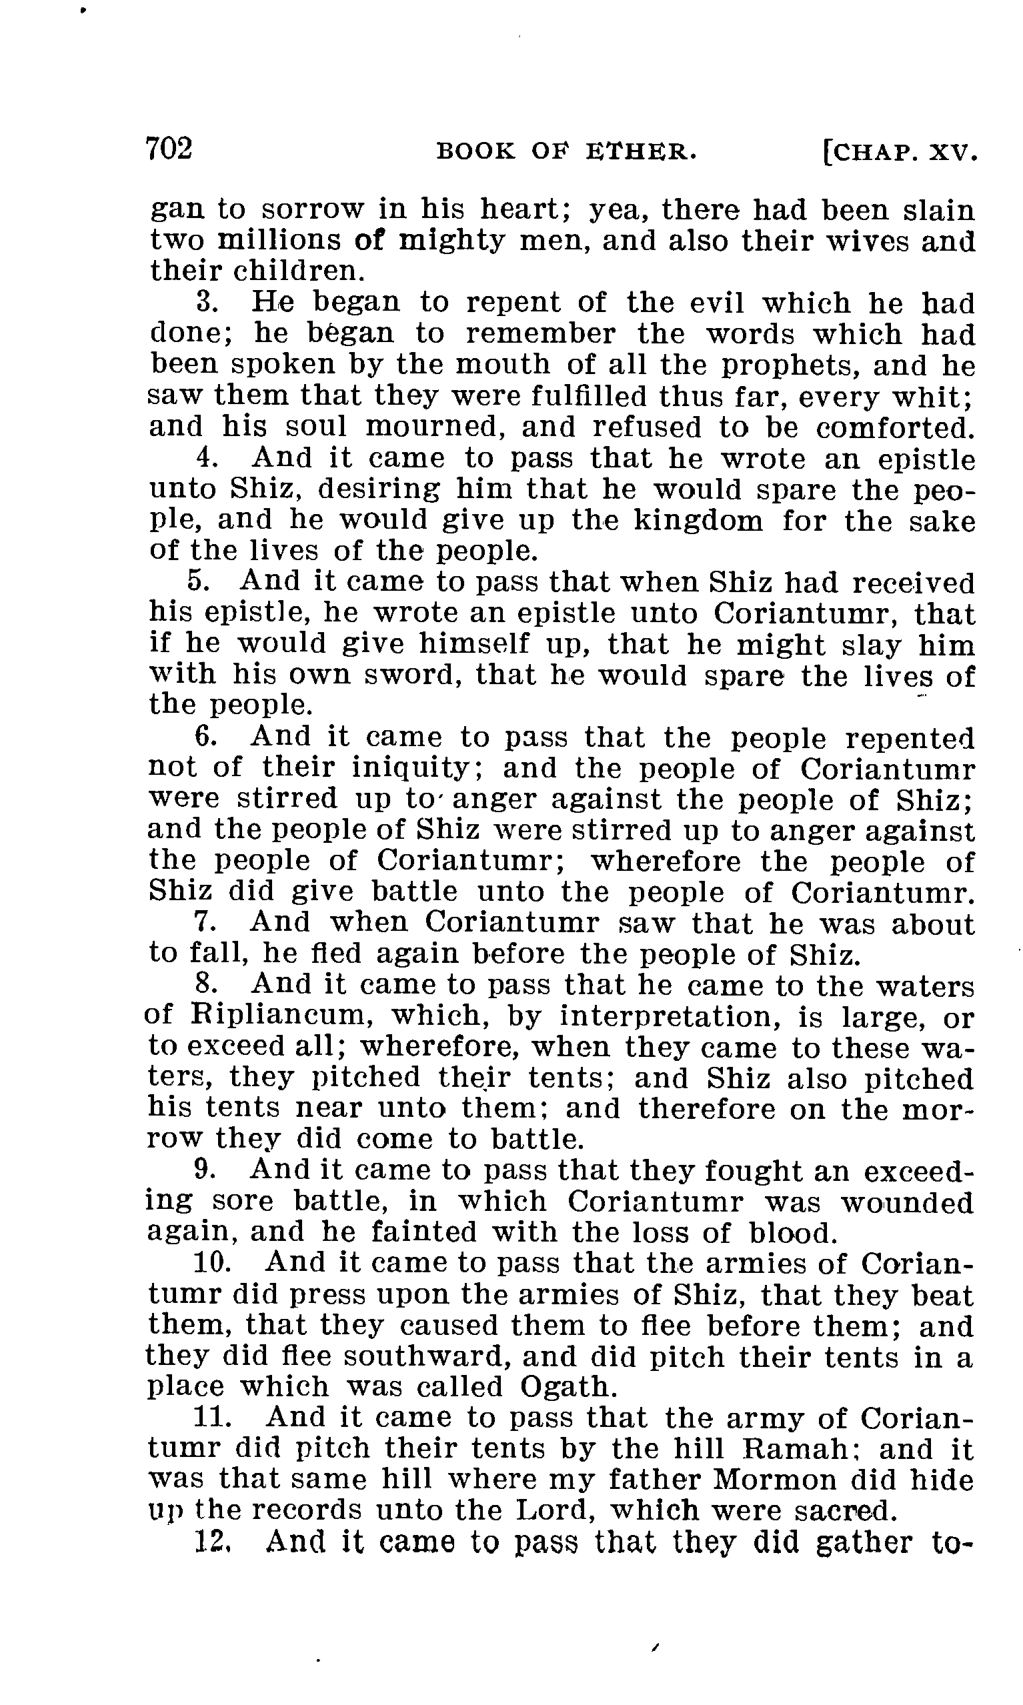 702 BOOK OF ETHER. [CHAP. XV.
gan to sorrow in his heart; yea, there had been slain
two millions of mighty men, and also their wives and
their children.
3. He began to repent of the evil which he had
done; he began to remember the words which had
been spoken by the mouth of all the prophets, and he
saw them that they were fulfilled thus far, every whit;
and his soul mourned, and refused to be comforted.
4. And it came to pass that he wrote an epistle
unto Shiz, desiring him that he would spare the peo-
ple, and he would give up the kingdom for the sake
of the lives of the people.
5. And it came to pass that when Shiz had received
his epistle, he wrote an epistle unto Coriantumr, that
if he would give himself up, that he might slay him
with his own sword, that he would spare the lives of
the people.
6. And it came to pass that the people repented
not of their iniquity; and the people of Coriantumr
were stirred up to anger against the people of Shiz;
and the people of Shiz were stirred up to anger against
the people of Coriantumr; wherefore the people of
Shiz did give battle unto the people of Coriantumr.
7. And when Coriantumr saw that he was about
to fall, he fled again before the people of Shiz.
8. And it came to pass that he came to the waters
of Ripliancum, which, by interpretation, is large, or
to exceed all; wherefore, when they came to these wa-
ters, they pitched their tents; and Shiz also pitched
his tents near unto them; and therefore on the mor-
row they did come to battle.
9. And it came to pass that they fought an exceed-
ing sore battle, in which Coriantumr was wounded
again, and he fainted with the loss of blood.
10. And it came to pass that the armies of Corian-
tumr did press upon the armies of Shiz, that they beat
them, that they caused them to flee before them; and
they did flee southward, and did pitch their tents in a
place which was called Ogath.
11. And it came to pass that the army of Corian-
tumr did pitch their tents by the hill Ramah; and it
was that same hill where my father Mormon did hide
up the records unto the Lord, which were sacred.
12. And it came to pass that they did gather to-